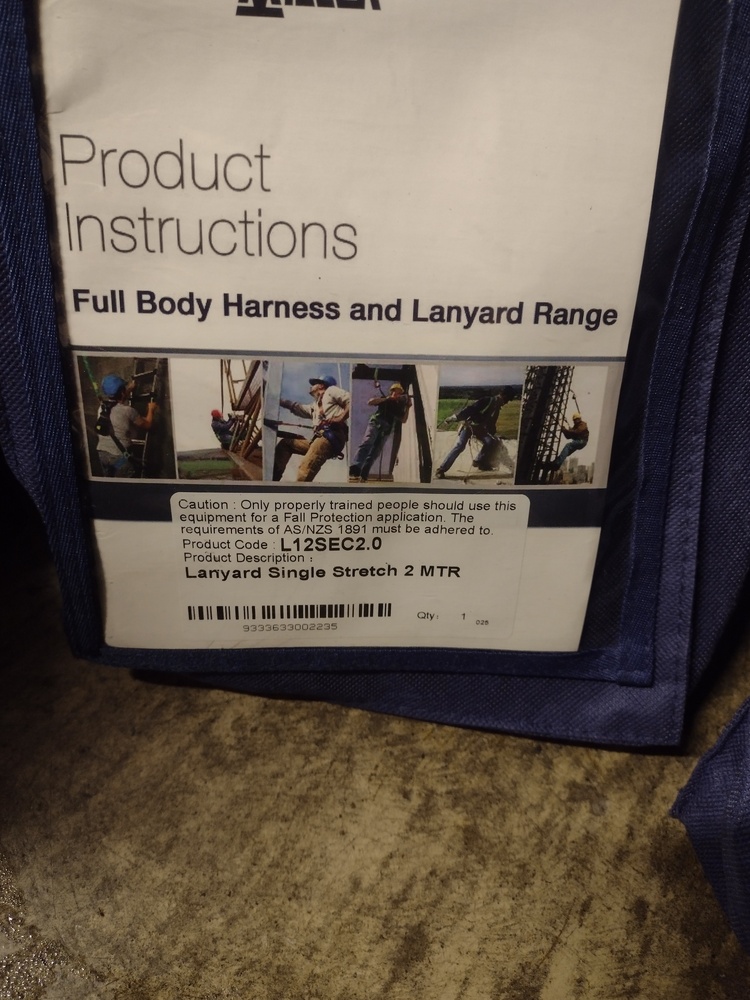 Product
Instructions
Full Body Harness and Lanyard Range
Caution : Only properly trained people should use this
equipment for a Fall Protection application. The
requirements of AS/NZS 1891 must be adhered to.
Product Code : L12SEC2.0
Product Description :
Lanyard Single Stretch 2 MTR
9333633002235
Qty: 1
028